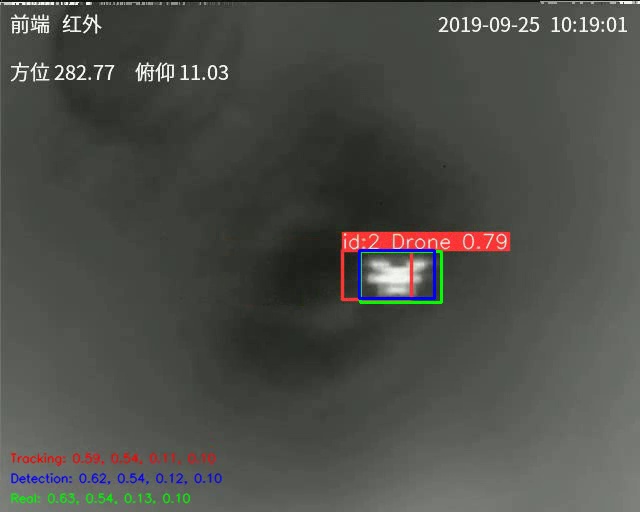 前端 红外 2019-09-25 10:19:01
方位 282.77 俯仰 11.03
id:2 Drone 0.79
Tracking: 0.59, 0.54, 0.11, 0.10
Detection: 0.62, 0.54, 0.12, 0.10
Real: 0.63, 0.54, 0.13, 0.10